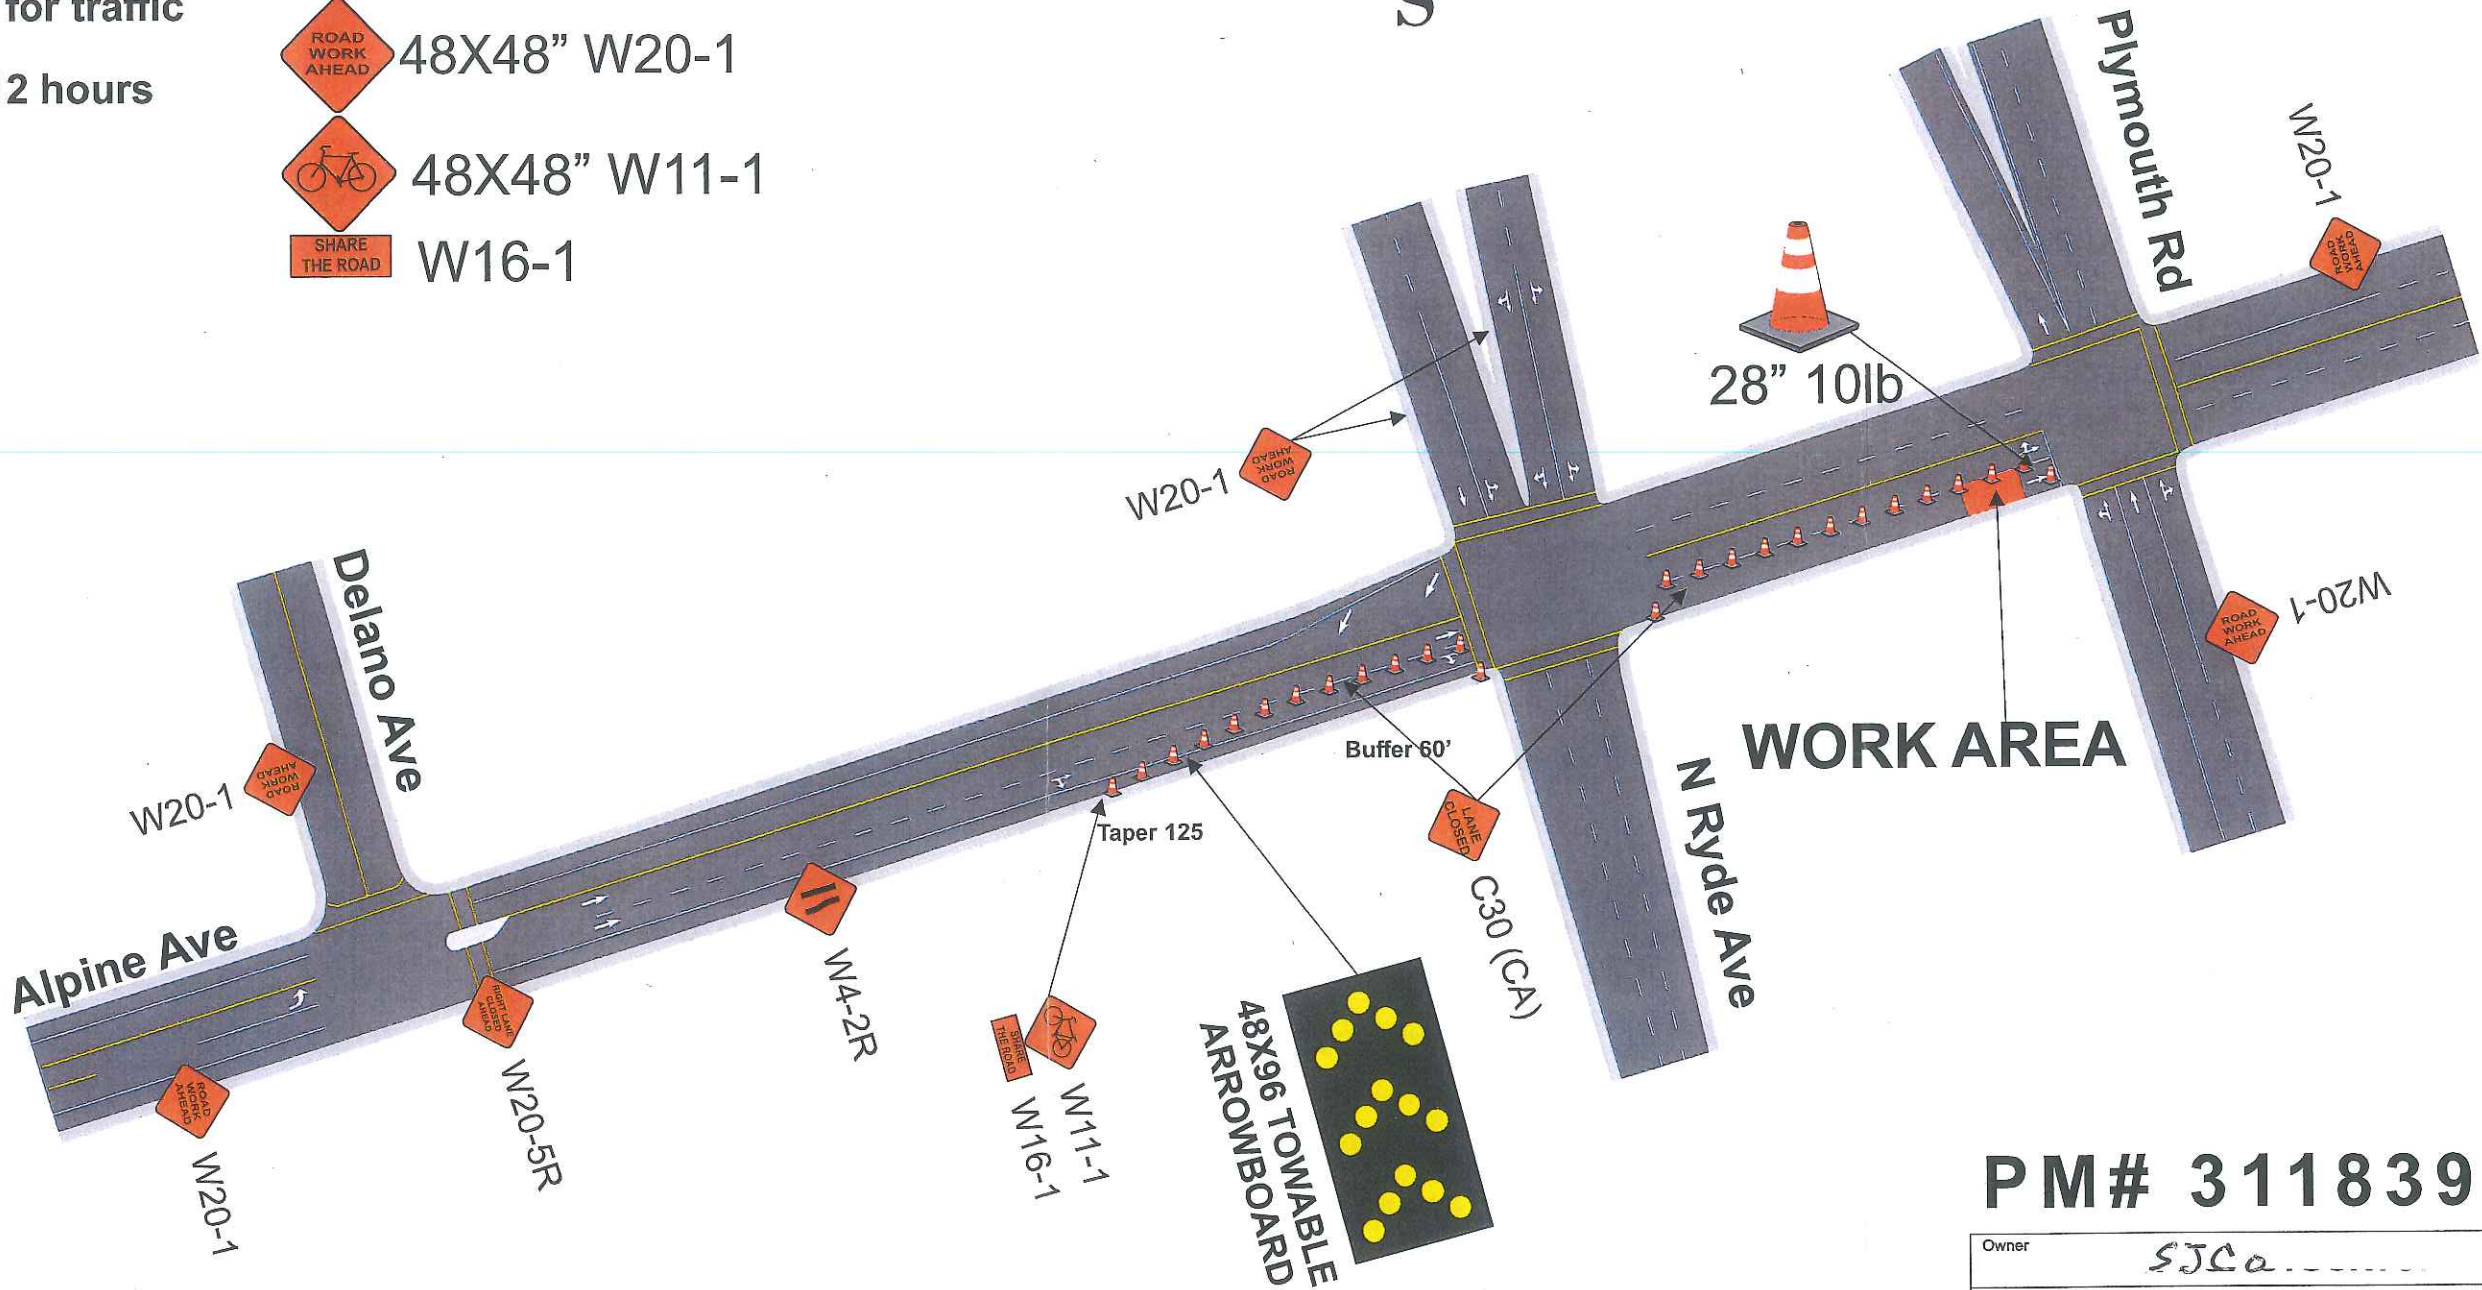 for traffic
2 hours
ROAD
WORK
AHEAD
48X48” W20-1
48X48” W11-1
SHARE
THE ROAD
W16-1
S
Plymouth Rd
W20-1
ROAD
WORK
AHEAD
28” 10lb
W20-1
ROAD
WORK
AHEAD
W20-1
ROAD
WORK
AHEAD
Delano Ave
W20-1
ROAD
WORK
AHEAD
Alpine Ave
ROAD
WORK
AHEAD
W20-1
RIGHT LANE
CLOSED
AHEAD
W20-5R
W4-2R
Taper 125
Buffer 60’
SHARE
THE ROAD
W11-1
W16-1
LANE
CLOSED
C30 (CA)
48X96 TOWABLE
ARROWBOARD
N Ryde Ave
WORK AREA
PM# 311839
Owner
SJCo